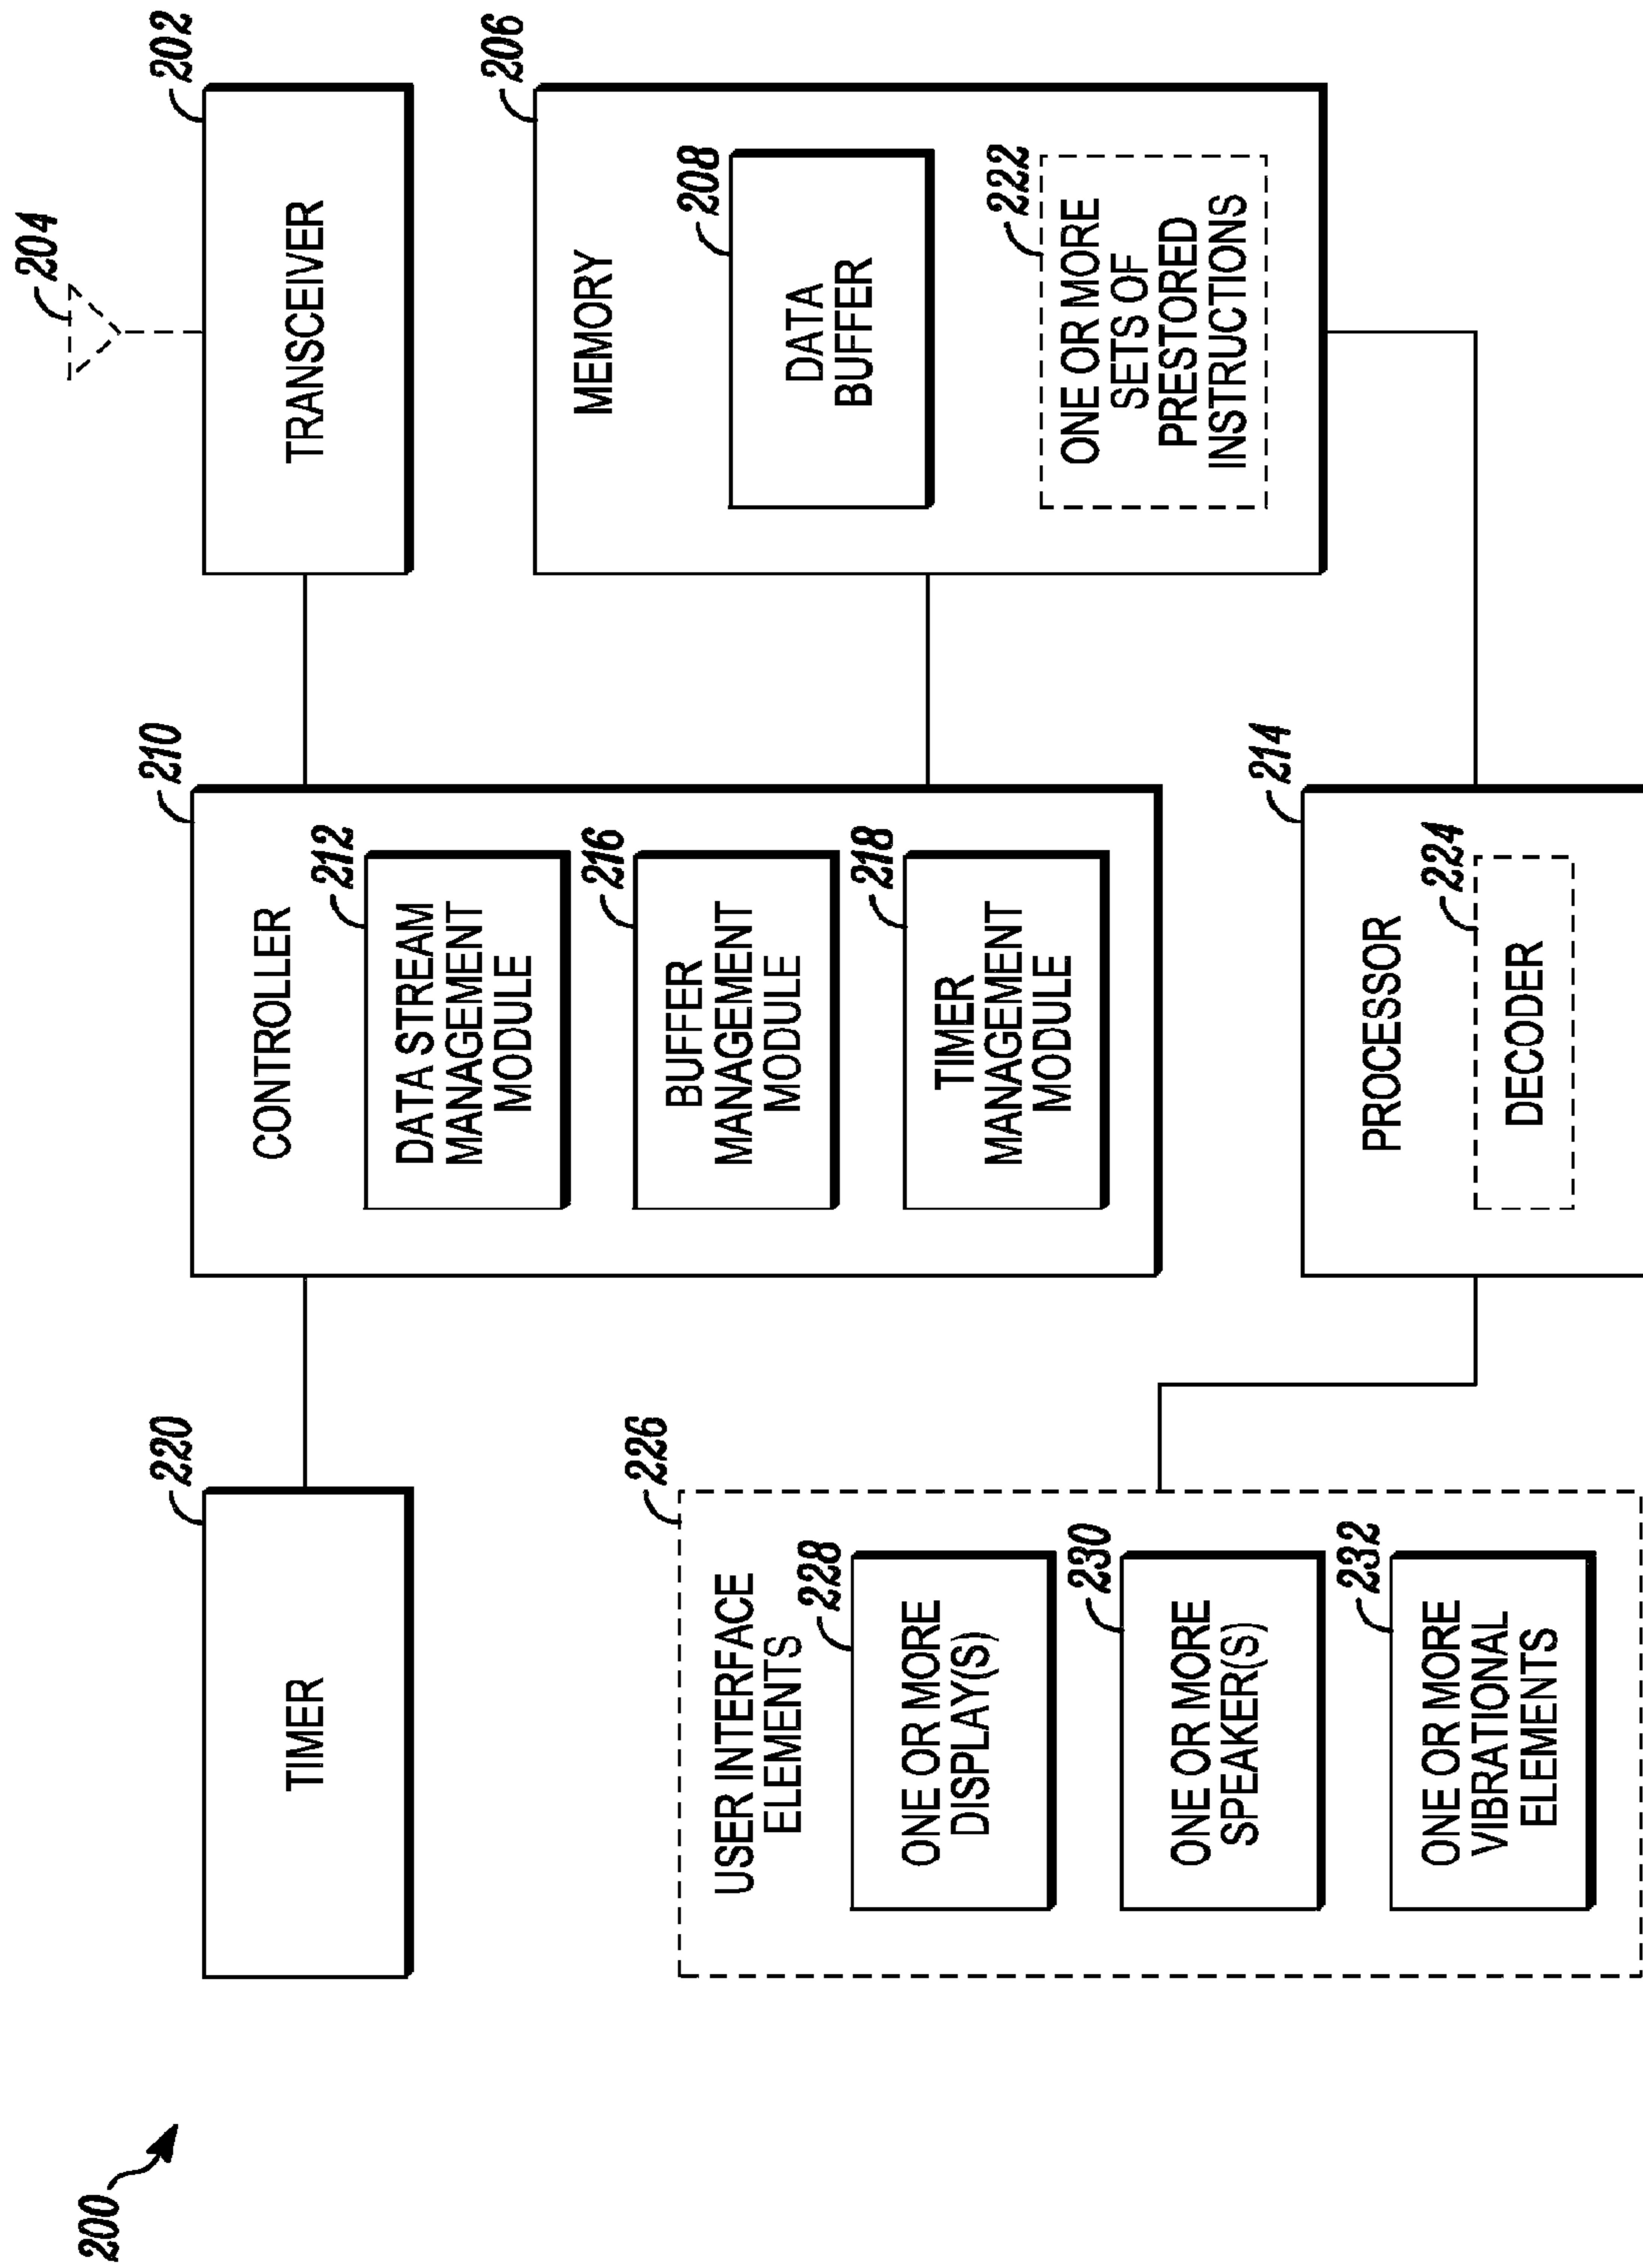 200
204
220
TIMER
210
CONTROLLER
212
DATA STREAM
MANAGEMENT
MODULE
216
BUFFER
MANAGEMENT
MODULE
218
TIMER
MANAGEMENT
MODULE
202
TRANSCEIVER
206
MEMORY
208
DATA
BUFFER
222
ONE OR MORE
SETS OF
PRESTORED
INSTRUCTIONS
226
USER INTERFACE
ELEMENTS
228
ONE OR MORE
DISPLAY(S)
230
ONE OR MORE
SPEAKER(S)
232
ONE OR MORE
VIBRATIONAL
ELEMENTS
214
PROCESSOR
224
DECODER